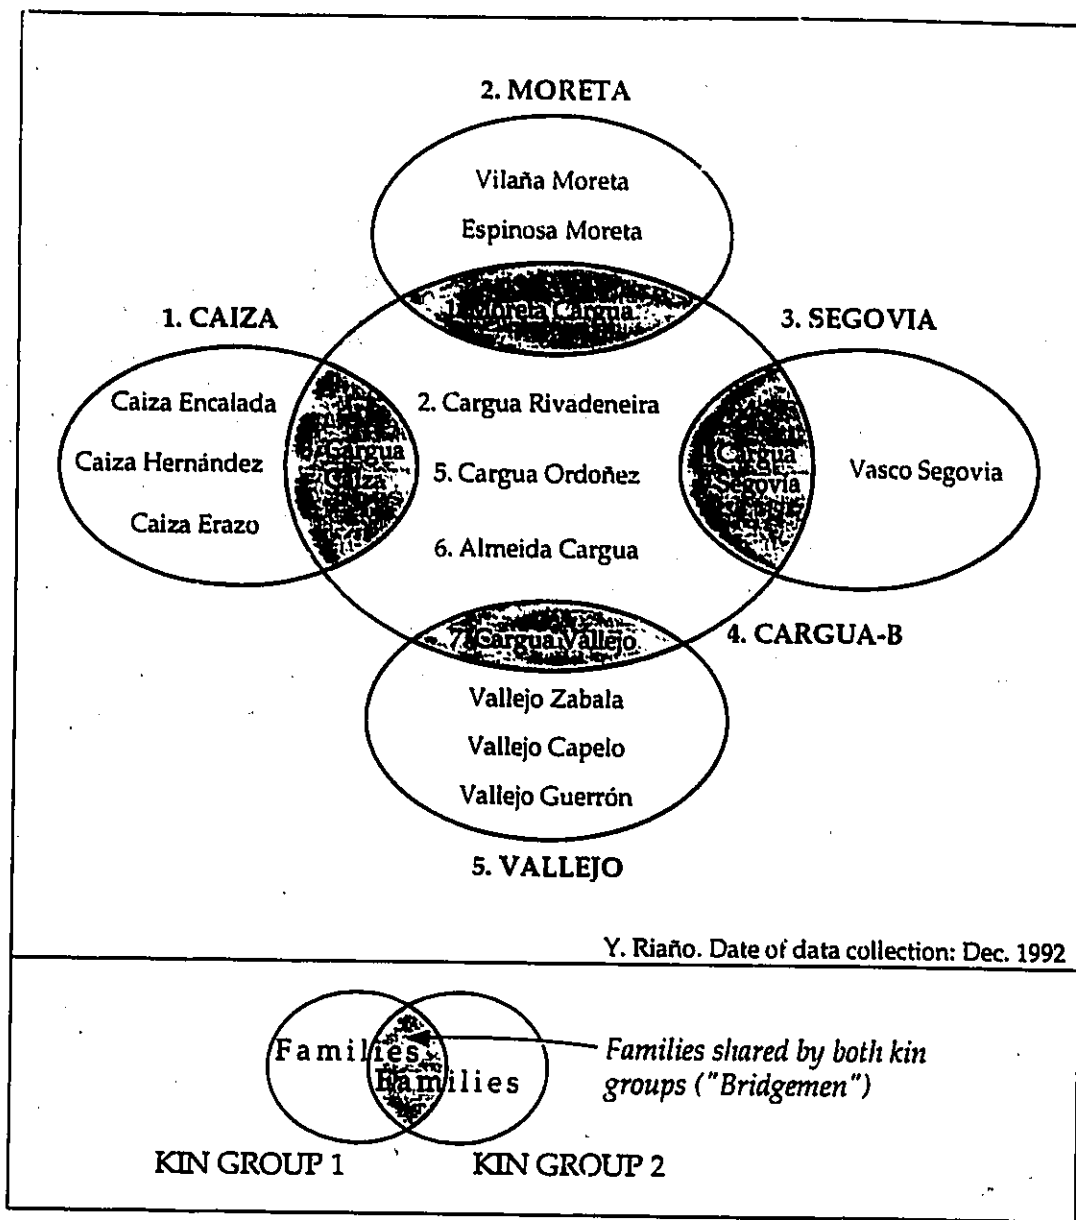 2. MORETA
Vilaña Moreta
Espinosa Moreta
1. Moreta Cargua
1. CAIZA
3. SEGOVIA
Caiza Encalada
Caiza Hernández
Caiza Erazo
Cargua
Caiza
2. Cargua Rivadeneira
5. Cargua Ordoñez
6. Almeida Cargua
Cargua
Segovia
Vasco Segovia
7. Cargua Vallejo
4. CARGUA-B
Vallejo Zabala
Vallejo Capelo
Vallejo Guerrón
5. VALLEJO
Y. Riaño. Date of data collection: Dec. 1992
Families
Families
Families shared by both kin
groups ("Bridgemen")
KIN GROUP 1
KIN GROUP 2